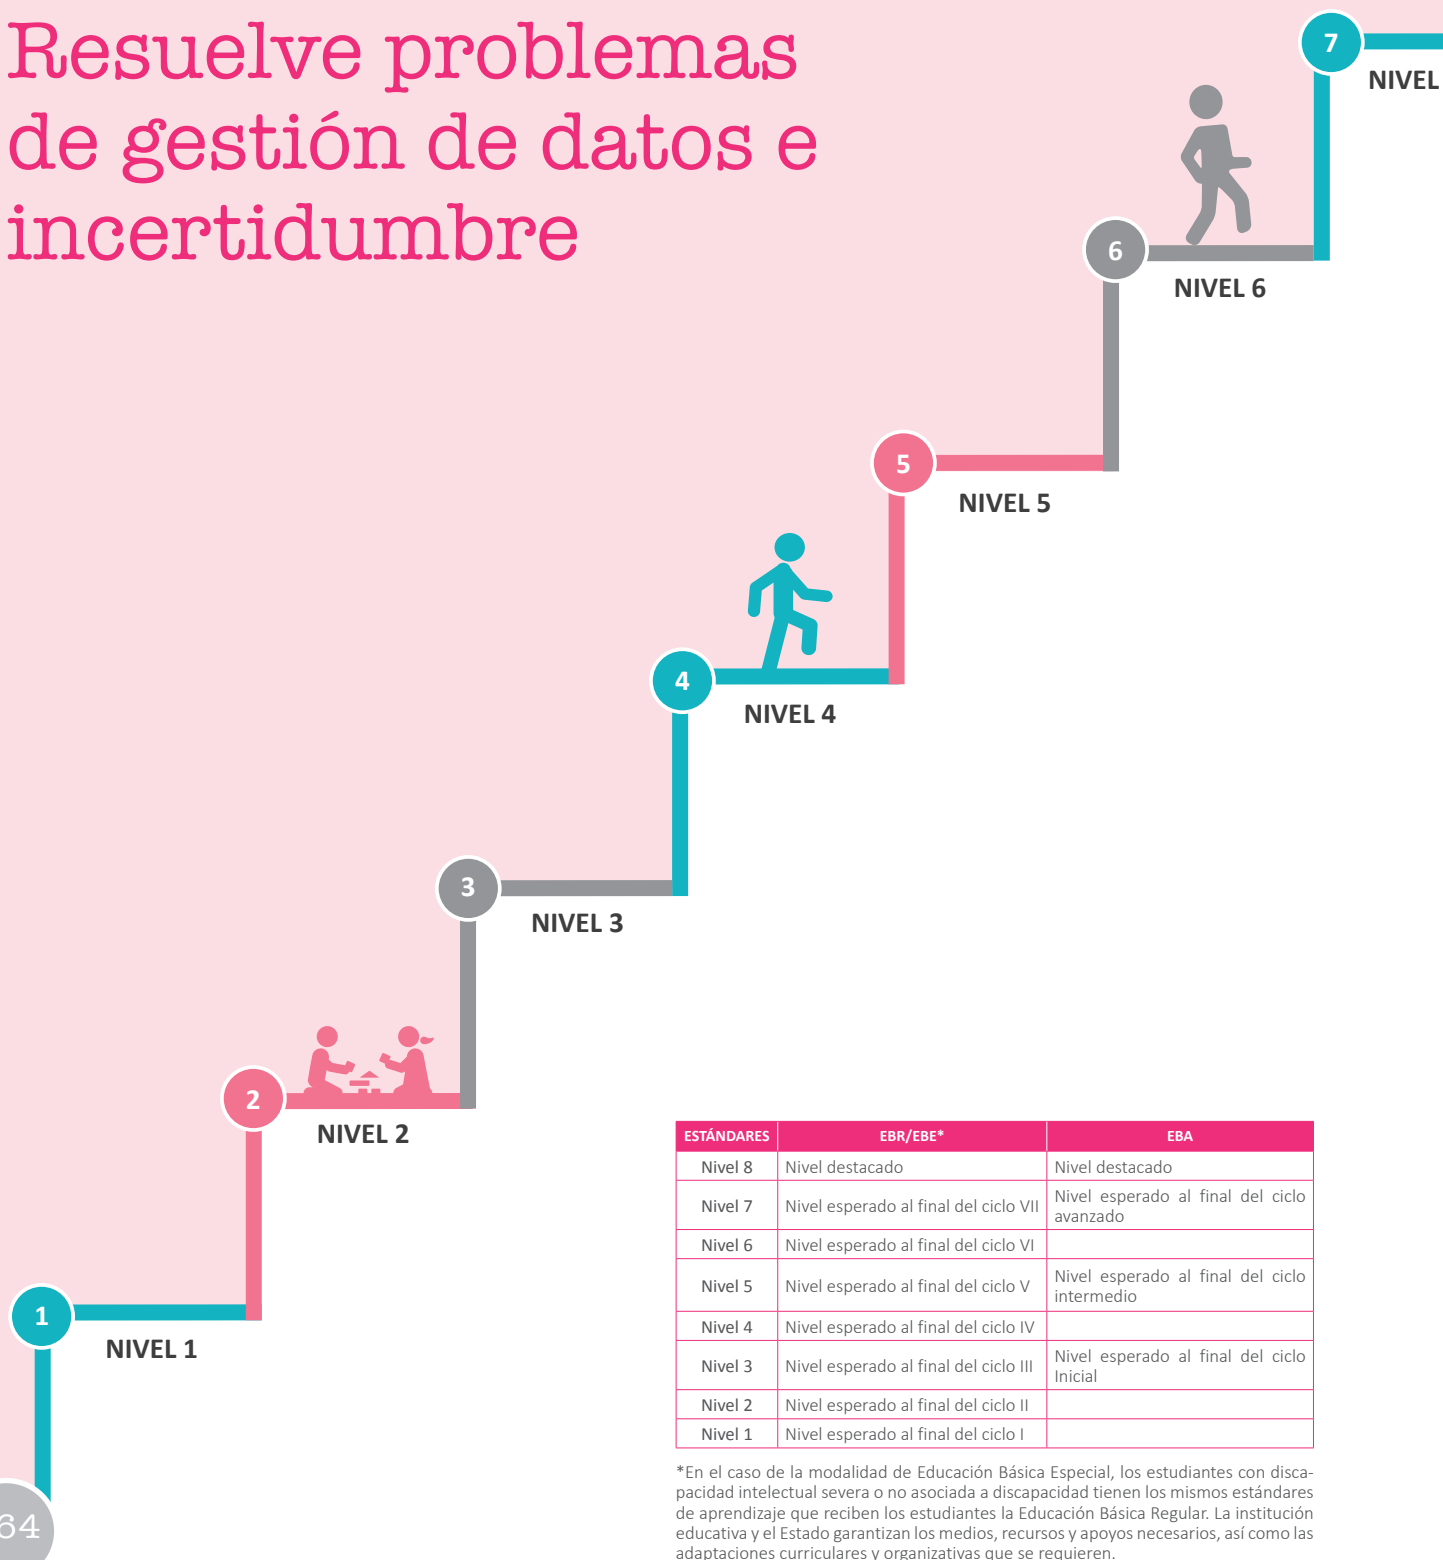 Resuelve problemas
de gestión de datos e
incertidumbre
7
NIVEL
6
NIVEL 6
5
NIVEL 5
4
NIVEL 4
3
NIVEL 3
2
NIVEL 2
1
NIVEL 1
ESTÁNDARES EBR/EBE* EBA
Nivel 8 Nivel destacado Nivel destacado
Nivel 7 Nivel esperado al final del ciclo VII Nivel esperado al final del ciclo
avanzado
Nivel 6 Nivel esperado al final del ciclo VI
Nivel 5 Nivel esperado al final del ciclo V Nivel esperado al final del ciclo
intermedio
Nivel 4 Nivel esperado al final del ciclo IV
Nivel 3 Nivel esperado al final del ciclo III Nivel esperado al final del ciclo
Inicial
Nivel 2 Nivel esperado al final del ciclo II
Nivel 1 Nivel esperado al final del ciclo I
*En el caso de la modalidad de Educación Básica Especial, los estudiantes con disca-
pacidad intelectual severa o no asociada a discapacidad tienen los mismos estándares
de aprendizaje que reciben los estudiantes la Educación Básica Regular. La institución
educativa y el Estado garantizan los medios, recursos y apoyos necesarios, así como las
adaptaciones curriculares y organizativas que se requieren.
64